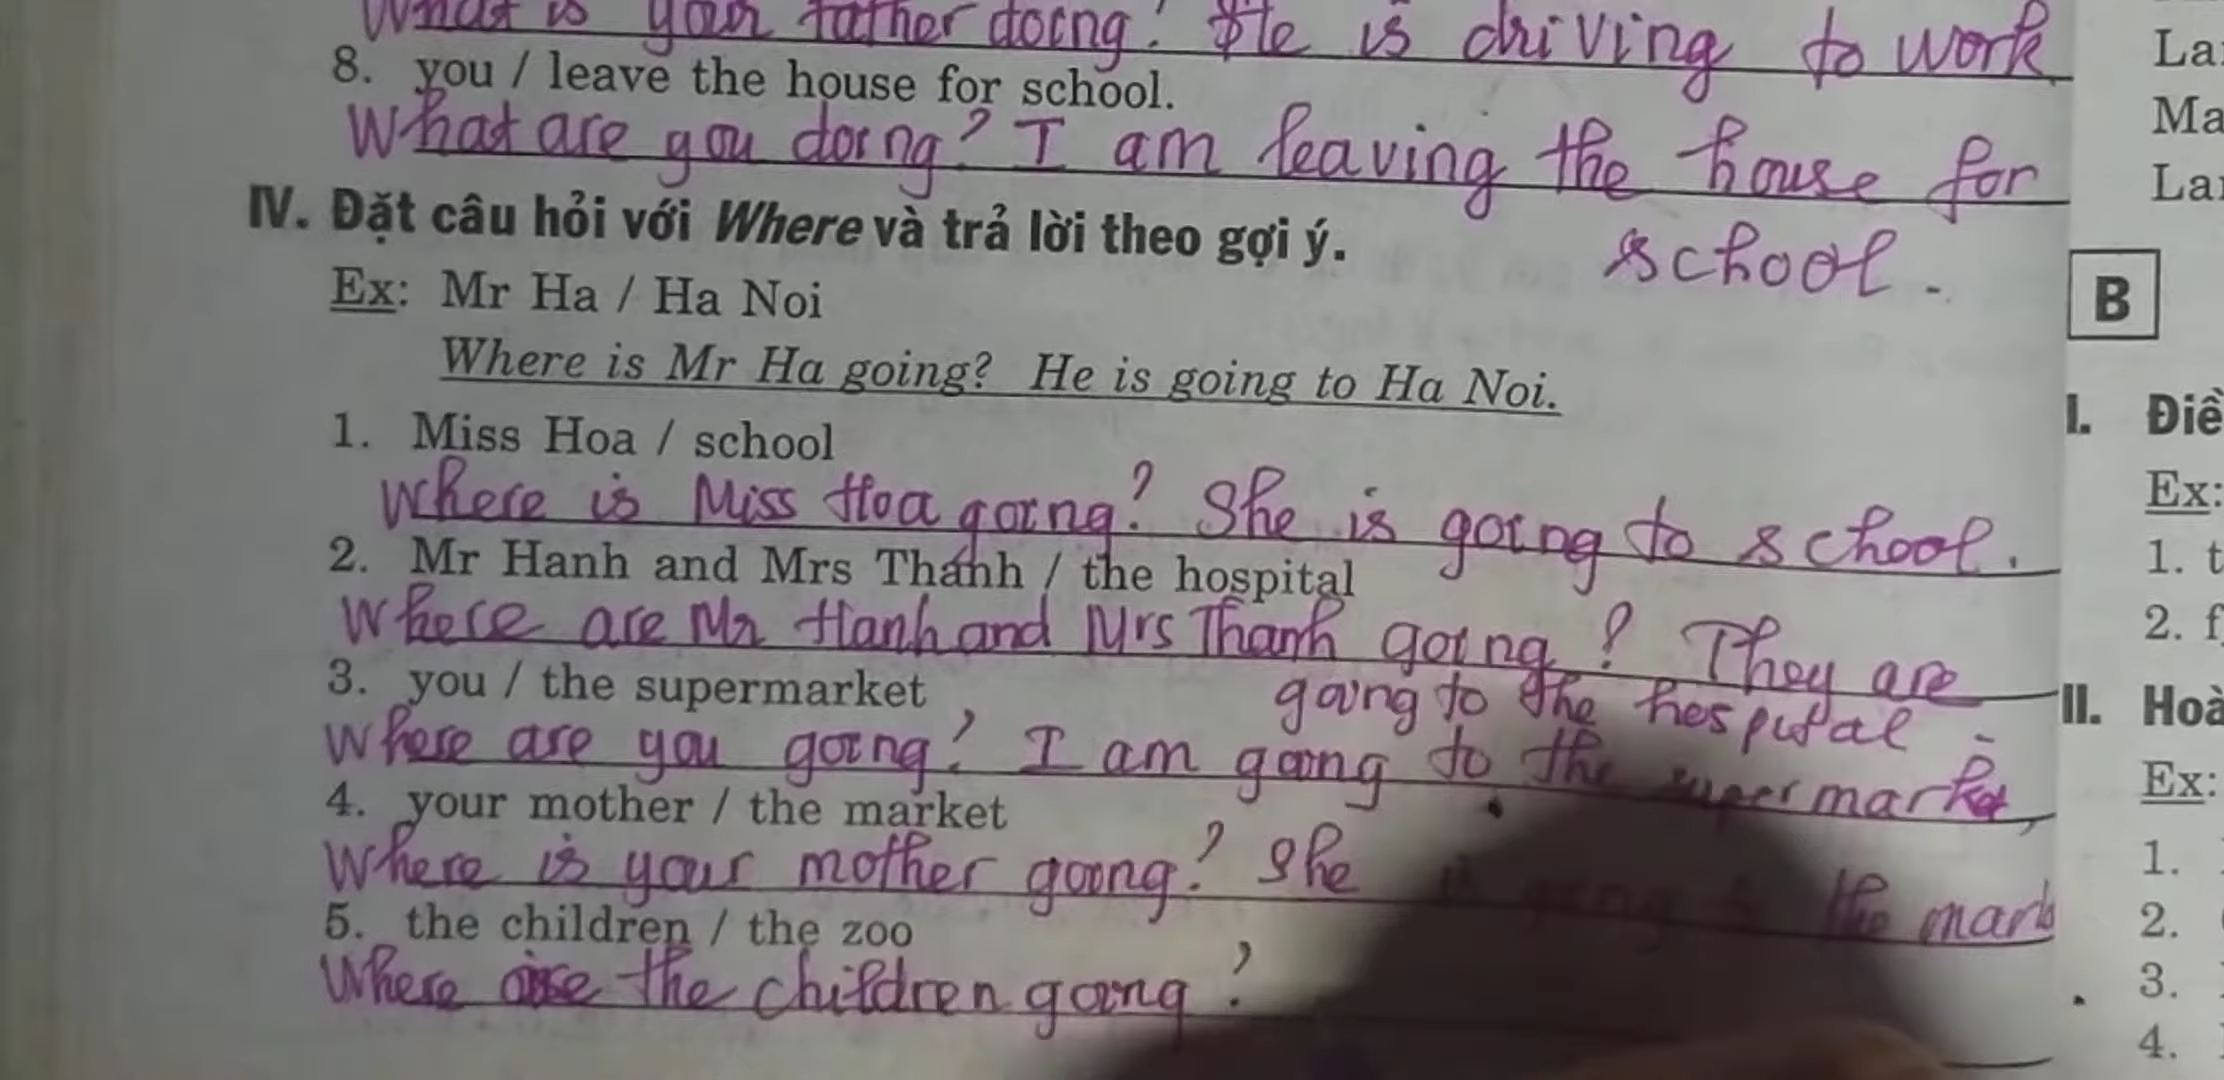 What is your father doing? He is driving to work
8. you / leave the house for school.
What are you doing? I am leaving the house for
school.
IV. Đặt câu hỏi với Where và trả lời theo gợi ý.
Ex: Mr Ha / Ha Noi
Where is Mr Ha going? He is going to Ha Noi.
1. Miss Hoa / school
Where is Miss Hoa going? She is going to school.
2. Mr Hanh and Mrs Thanh / the hospital
Where are Mr Hanh and Mrs Thanh going? They are
going to the hospital.
3. you / the supermarket
Where are you going? I am going to the supermarket,
4. your mother / the market
Where is your mother going? She is going to the mark
5. the children / the zoo
Where are the children going?
La
Ma
La
B
I. Điề
Ex:
1. t
2. f
II. Hoà
Ex:
1.
2.
3.
4.